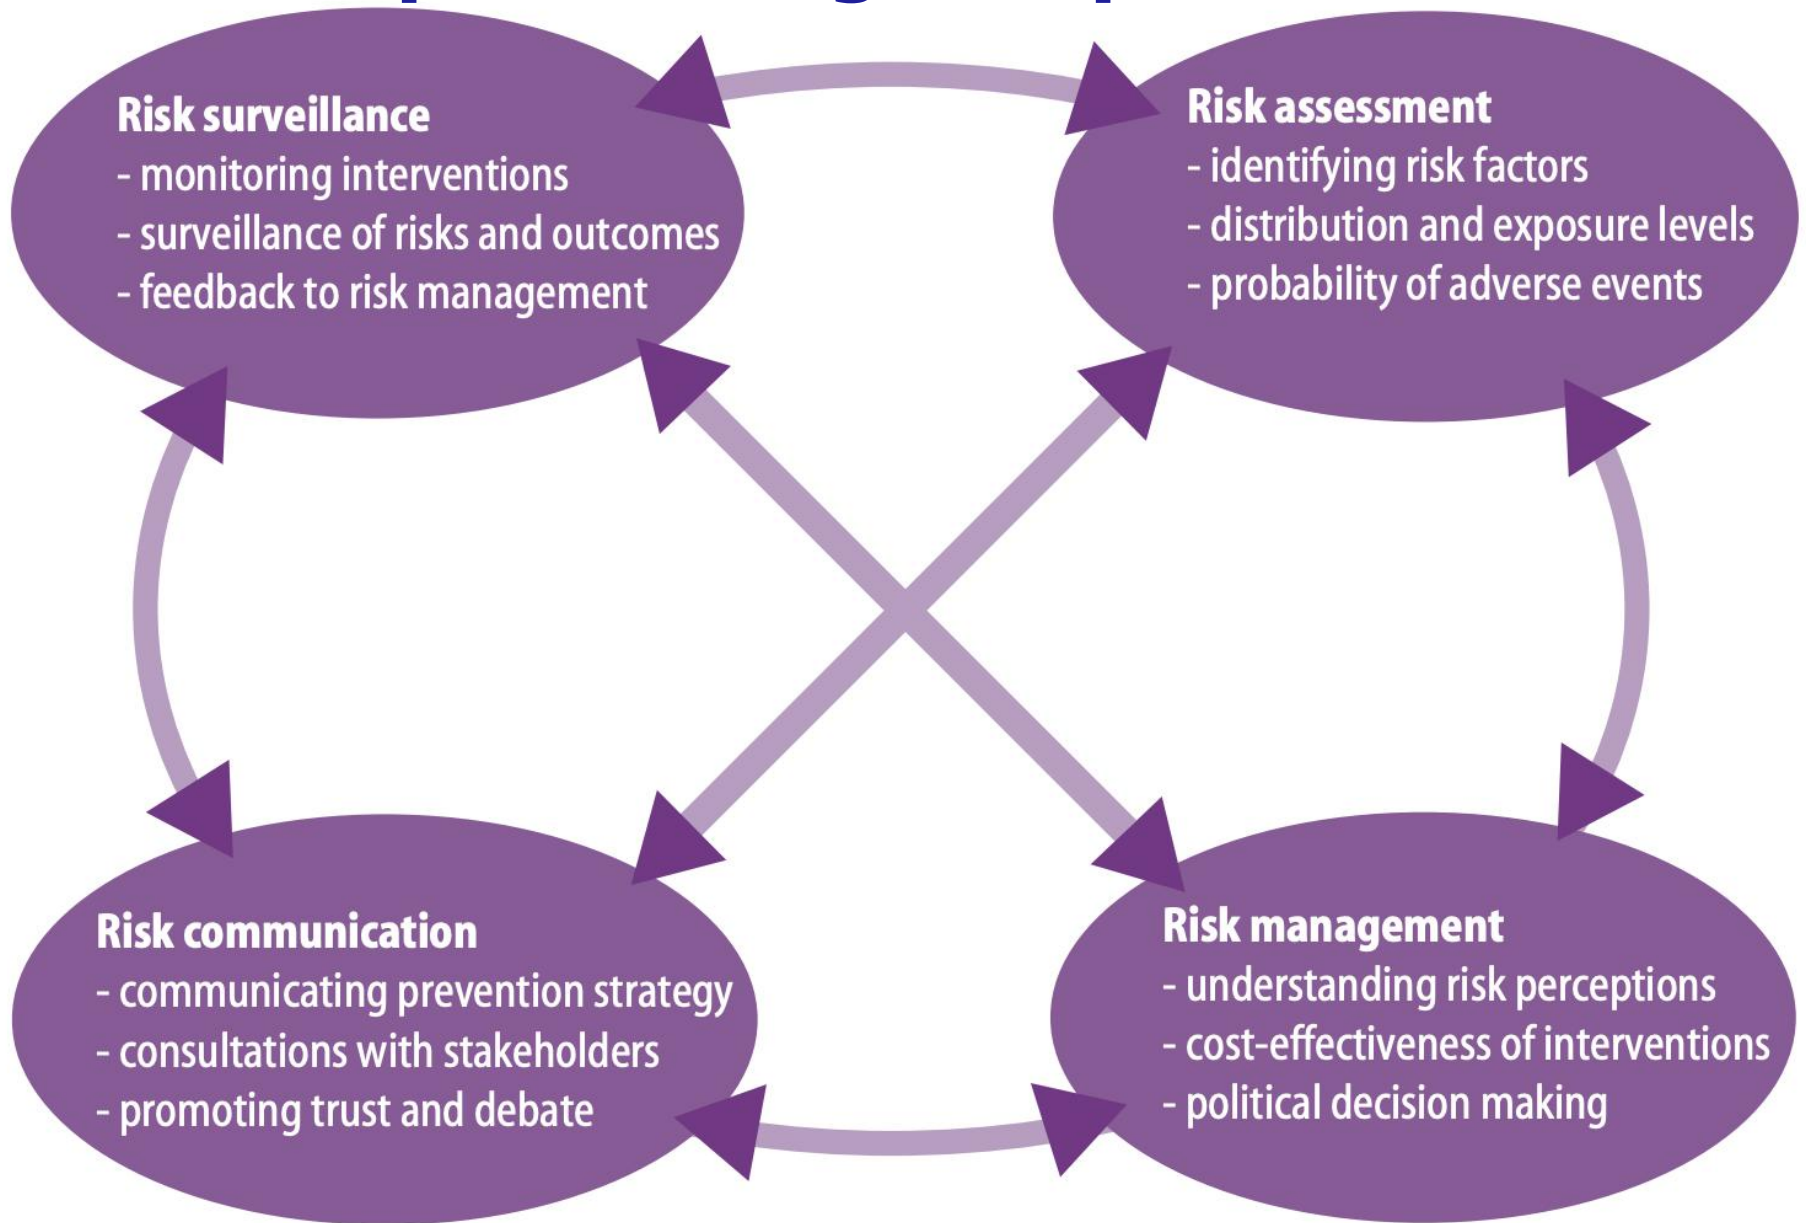 Risk surveillance
- monitoring interventions
- surveillance of risks and outcomes
- feedback to risk management
Risk assessment
- identifying risk factors
- distribution and exposure levels
- probability of adverse events
Risk communication
- communicating prevention strategy
- consultations with stakeholders
- promoting trust and debate
Risk management
- understanding risk perceptions
- cost-effectiveness of interventions
- political decision making